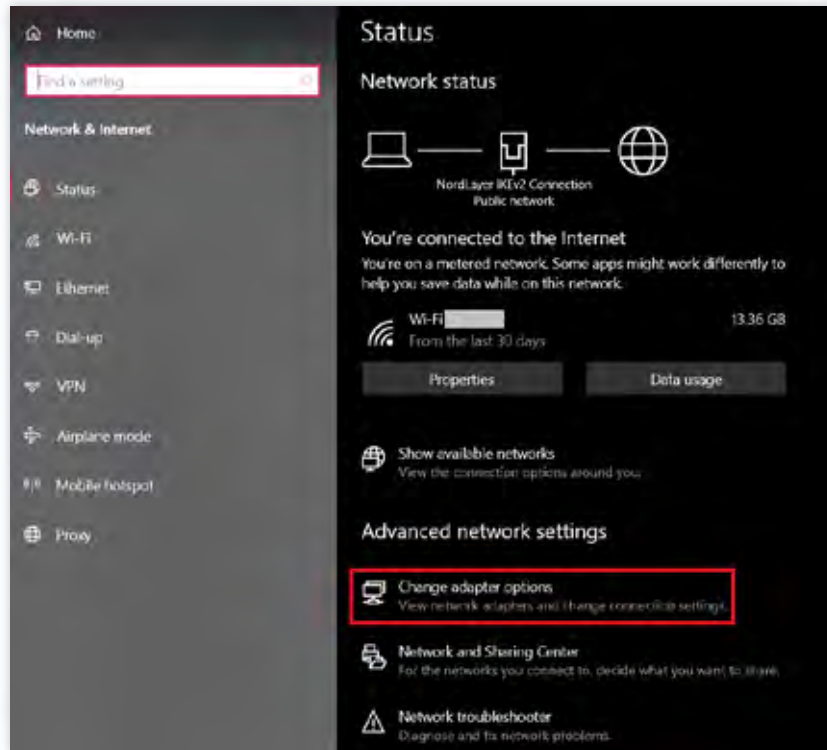 Home
Find a setting
Network & Internet
Status
Wi-Fi
Ethernet
Dial-up
VPN
Airplane mode
Mobile hotspot
Proxy
Status
Network status
NordLayer IKEv2 Connection
Public network
You're connected to the Internet
You're on a metered network. Some apps might work differently to
help you save data while on this network.
Wi-Fi
13.36 GB
From the last 30 days
Properties
Data usage
Show available networks
View the connection options around you.
Advanced network settings
Change adapter options
View network adapters and change connection settings.
Network and Sharing Center
For the networks you connect to, decide what you want to share.
Network troubleshooter
Diagnose and fix network problems.